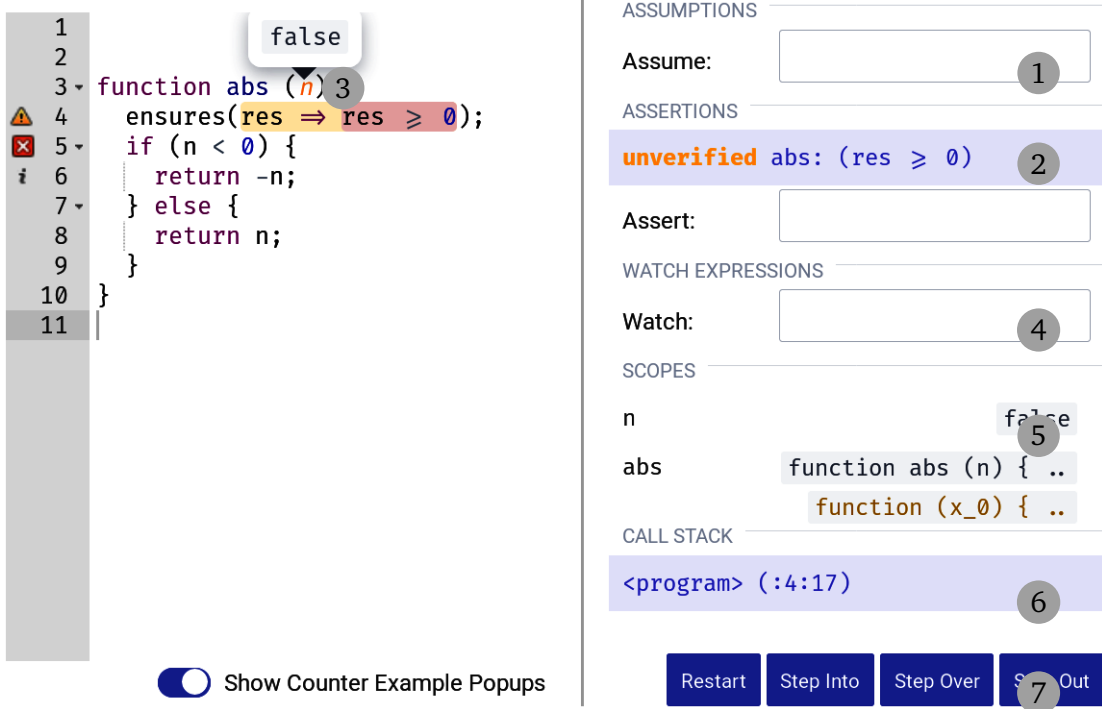 false
1
2
3 function abs (n) 3
4 ensures(res ⇒ res ⩾ 0);
5 if (n < 0) {
6 return -n;
7 } else {
8 return n;
9 }
10 }
11
Show Counter Example Popups
ASSUMPTIONS
Assume: 1
ASSERTIONS
unverified abs: (res ⩾ 0) 2
Assert:
WATCH EXPRESSIONS
Watch: 4
SCOPES
n false 5
abs function abs (n) { ..
function (x_0) { ..
CALL STACK
<program> (:4:17) 6
Restart Step Into Step Over Out 7